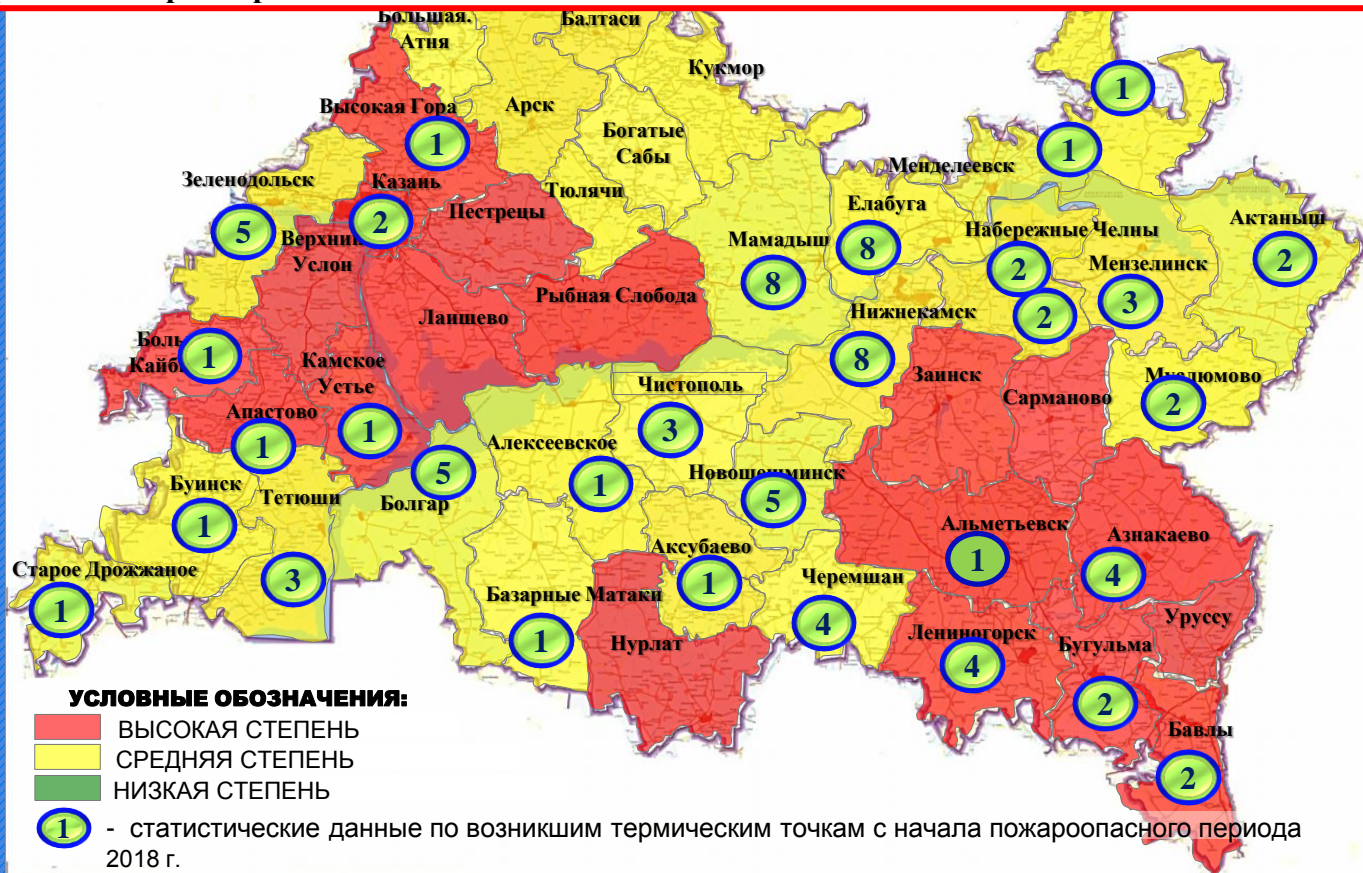 Большая.
Атня
Балтаси
Кукмор
1
Высокая Гора
Арск
1
Богатые
Сабы
1
Менделеевск
Зеленодольск
Казань
Тюлячи
Елабуга
Актаныш
5
2
Пестрецы
Мамадыш
8
Набережные Челны
2
Верхний
Услон
8
2
Мензелинск
3
Рыбная Слобода
Лаишево
Нижнекамск
2
1
Камское
Устье
8
Заинск
Сарманово
Муслюмово
2
Чистополь
Апастово
1
1
3
Алексеевское
Новошешминск
Буинск
Тетюши
5
Болгар
1
5
1
Альметьевск
1
Азнакаево
4
Аксубаево
1
Старое Дрожжаное
1
3
Базарные Матаки
1
Черемшан
4
Уруссу
Нурлат
Лениногорск
4
Бугульма
2
Бавлы
2
УСЛОВНЫЕ ОБОЗНАЧЕНИЯ:
ВЫСОКАЯ СТЕПЕНЬ
СРЕДНЯЯ СТЕПЕНЬ
НИЗКАЯ СТЕПЕНЬ
1 - статистические данные по возникшим термическим точкам с начала пожароопасного периода
2018 г.